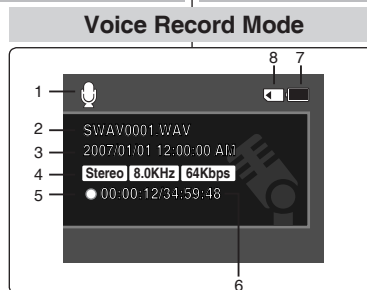 Voice Record Mode
8 7
1
2 SWAV0001.WAV
3 2007/01/01 12:00:00 AM
4 Stereo 8.0KHz 64Kbps
5 00:00:12/34:59:48
6